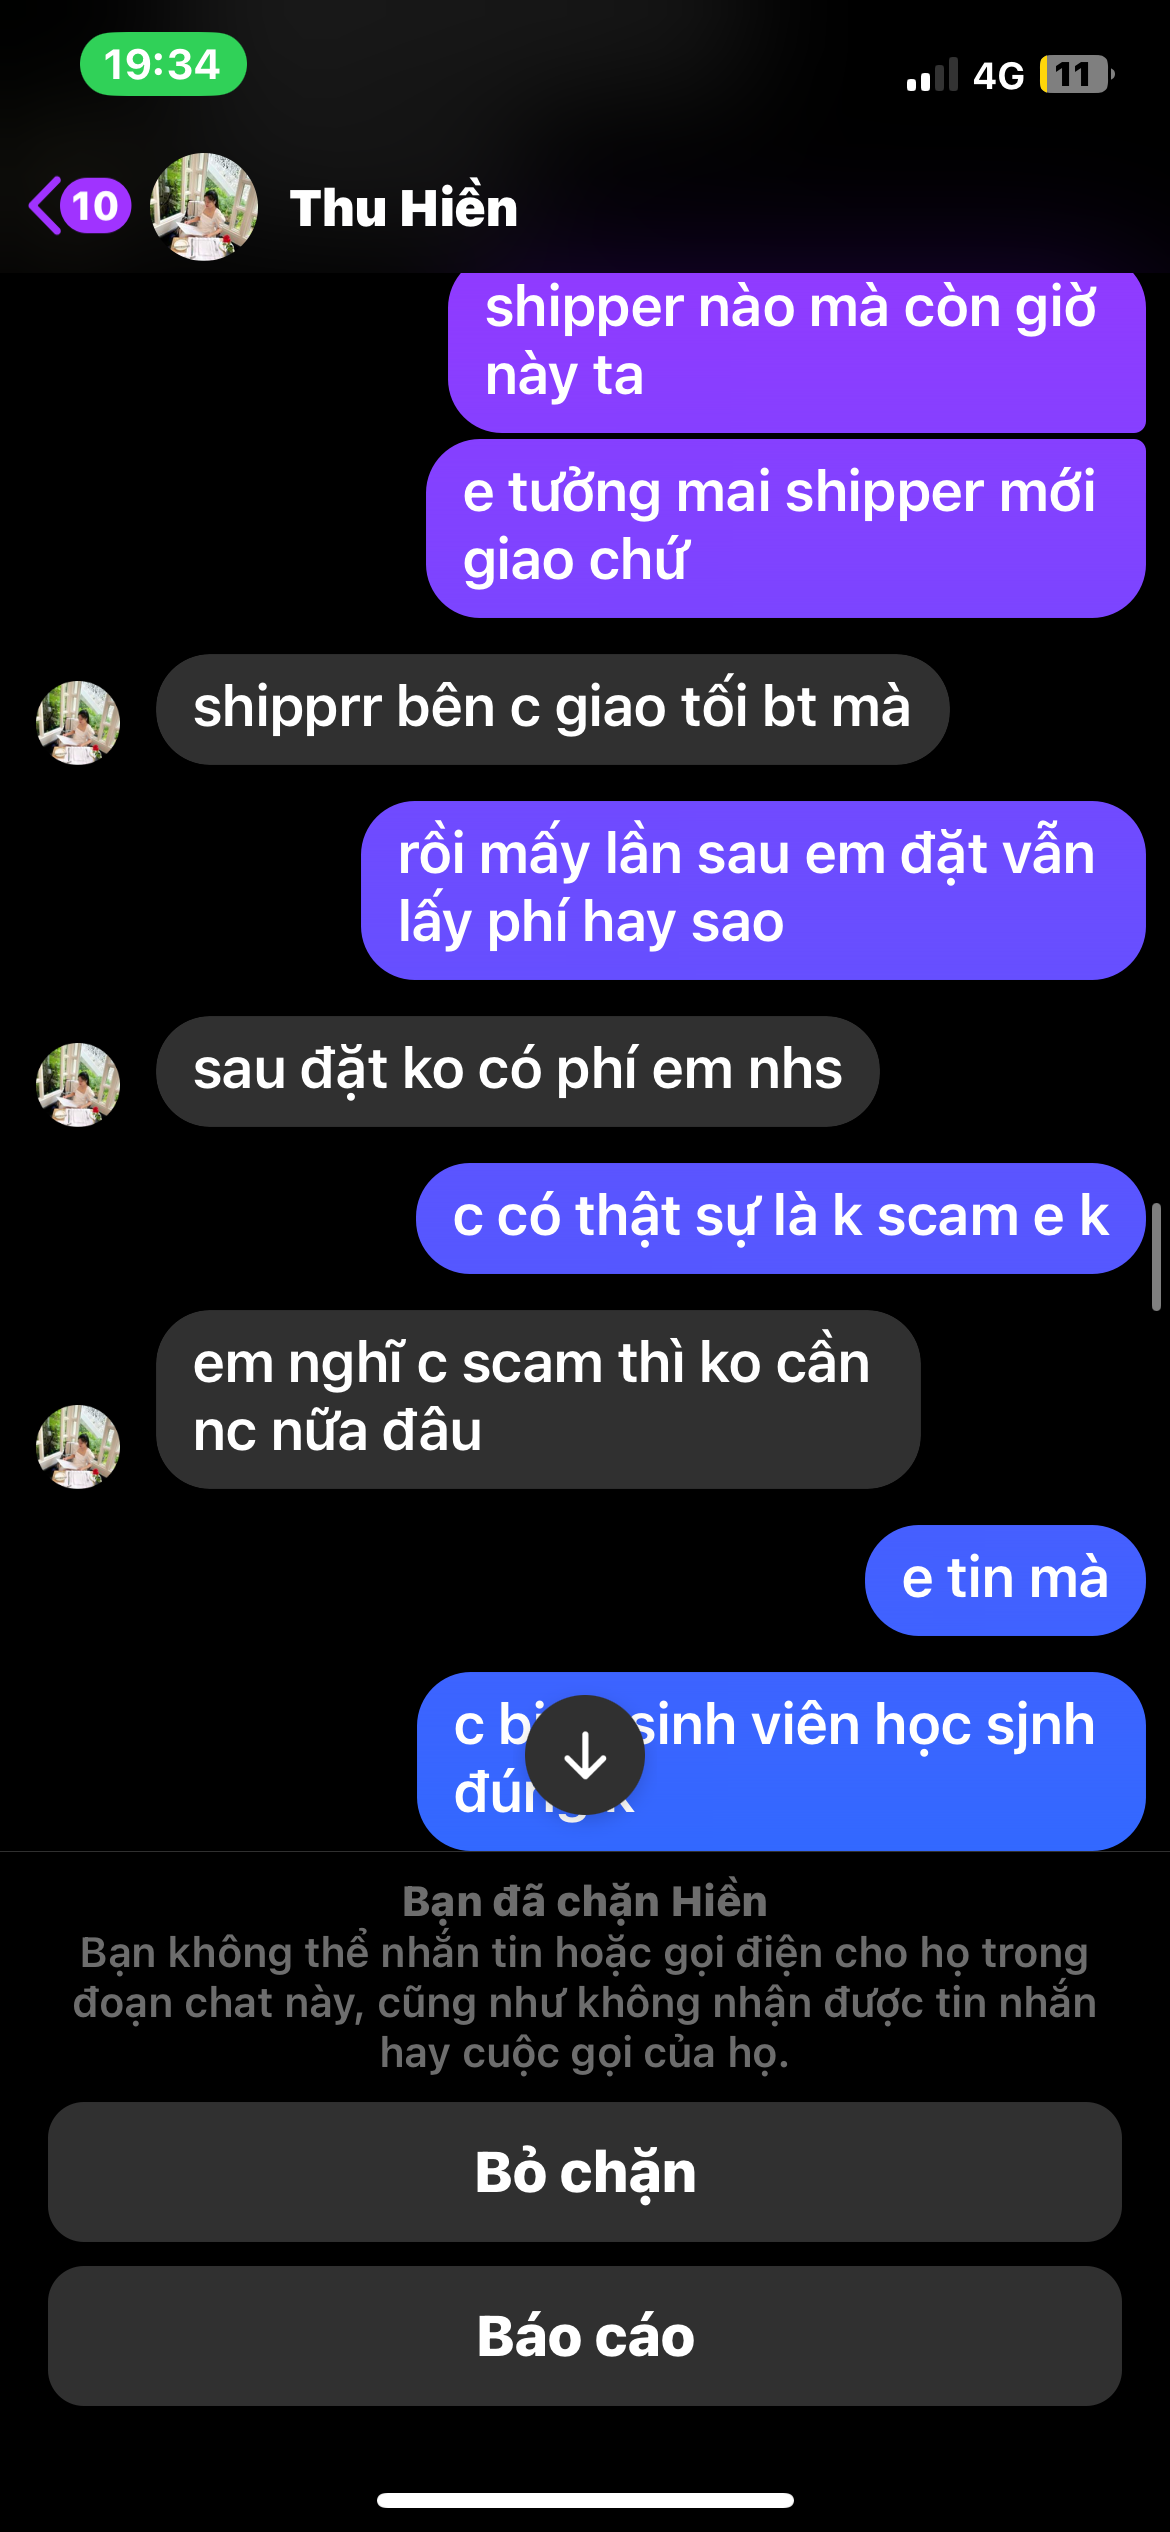 19:34
4G
11
10
Thu Hiền
shipper nào mà còn giờ
này ta
e tưởng mai shipper mới
giao chứ
shipprr bên c giao tối bt mà
rồi mấy lần sau em đặt vẫn
lấy phí hay sao
sau đặt ko có phí em nhs
c có thật sự là k scam e k
em nghĩ c scam thì ko cần
nc nữa đâu
e tin mà
c sinh viên học sjnh
k
Bạn đã chặn Hiền
Bạn không thể nhắn tin hoặc gọi điện cho họ trong
đoạn chat này, cũng như không nhận được tin nhắn
hay cuộc gọi của họ.
Bỏ chặn
Báo cáo